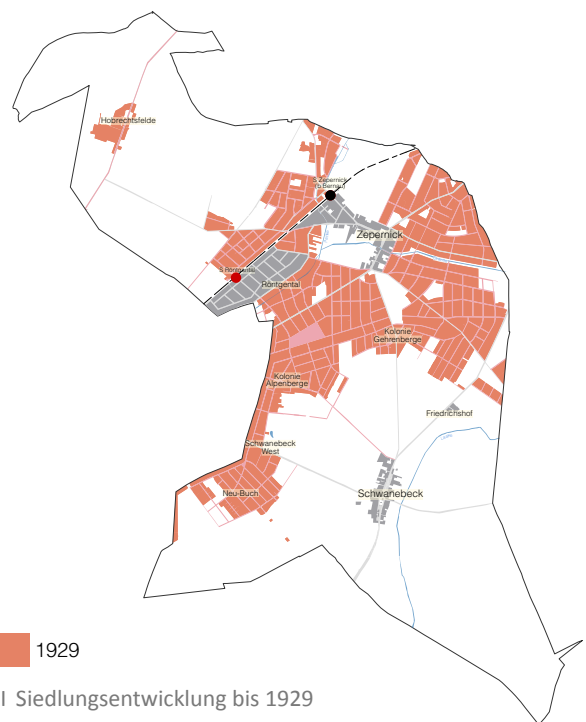 Hobrechtsfelde
S Zepernick
(b Bernau)
Zepernick
S Röntgental
Röntgental
Kolonie
Gehrenberge
Kolonie
Alpenberge
Friedrichshof
Schwanebeck
West
Neu-Buch
Schwanebeck
1929
I Siedlungsentwicklung bis 1929